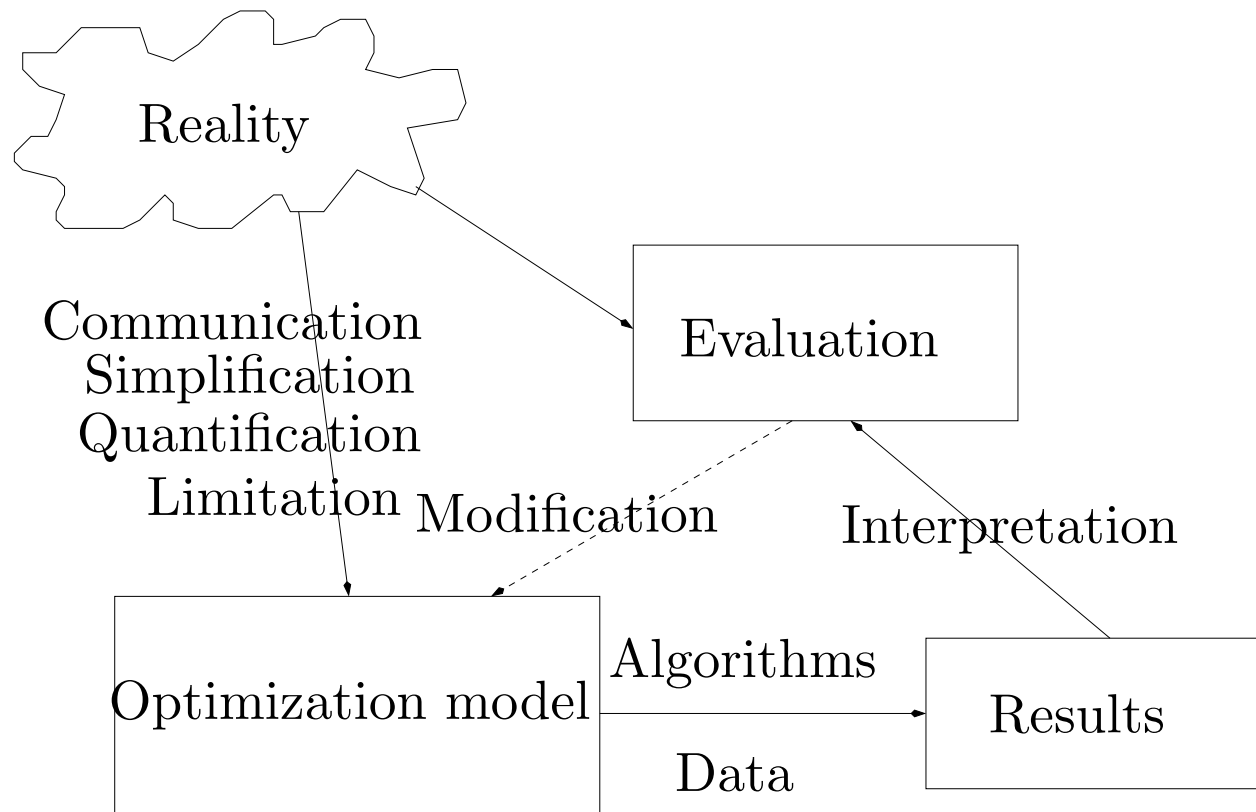 Reality
Communication
Simplification
Quantification
Limitation
Evaluation
Modification
Interpretation
Optimization model
Algorithms
Data
Results